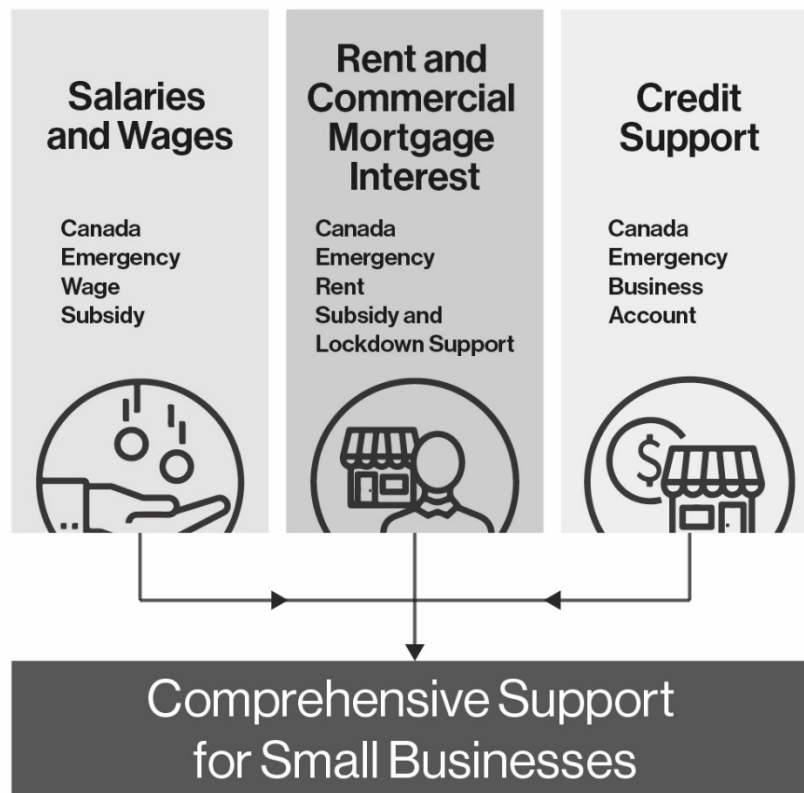 Salaries
and Wages
Canada
Emergency
Wage
Subsidy
Rent and
Commercial
Mortgage
Interest
Canada
Emergency
Rent
Subsidy and
Lockdown Support
Credit
Support
Canada
Emergency
Business
Account
$
Comprehensive Support
for Small Businesses